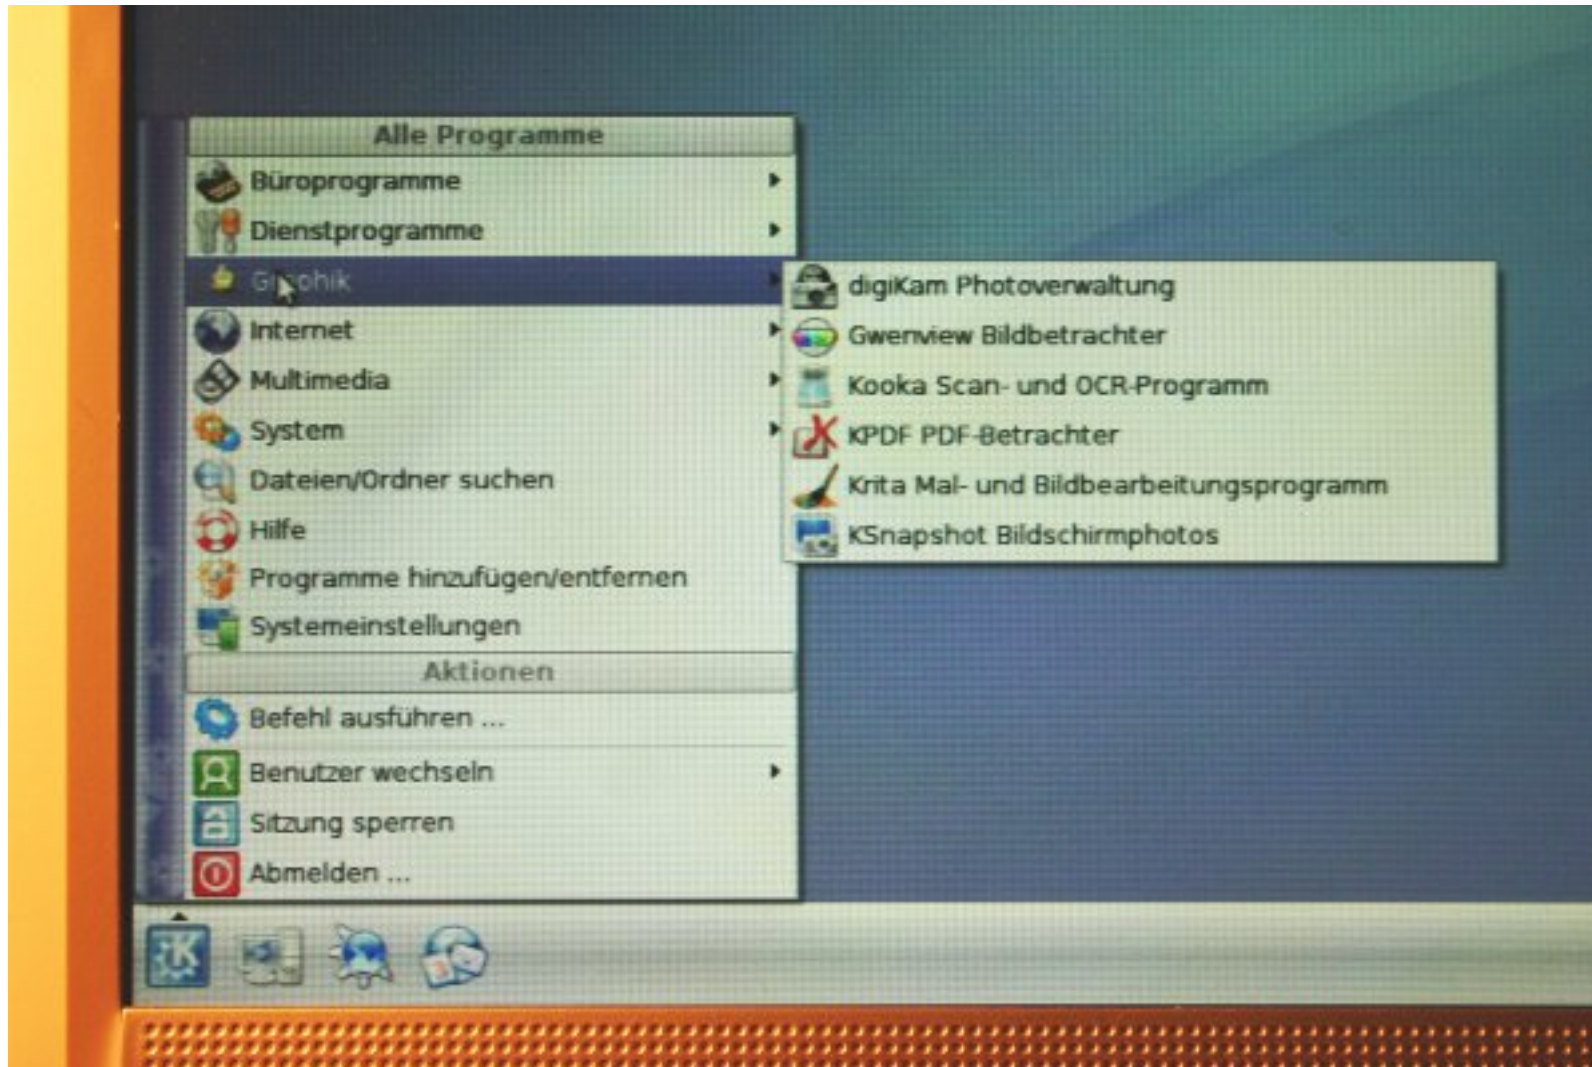 Alle Programme
Büroprogramme
Dienstprogramme
Graphik
Internet
Multimedia
System
Dateien/Ordner suchen
Hilfe
Programme hinzufügen/entfernen
Systemeinstellungen
Aktionen
Befehl ausführen ...
Benutzer wechseln
Sitzung sperren
Abmelden ...
digiKam Photoverwaltung
Gwenview Bildbetrachter
Kooka Scan- und OCR-Programm
KPDF PDF-Betrachter
Krita Mal- und Bildbearbeitungsprogramm
KSnapshot Bildschirmphotos
K